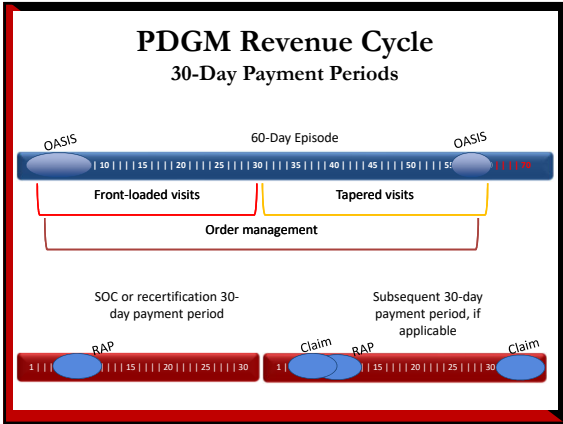 PDGM Revenue Cycle
30-Day Payment Periods
OASIS
60-Day Episode
OASIS
| 10 | | | | 15 | | | | 20 | | | | 25 | | | | 30 | | | | 35 | | | | 40 | | | | 45 | | | | 50 | | | | 5
Front-loaded visits
Tapered visits
Order management
SOC or recertification 30-
day payment period
Subsequent 30-day
payment period, if
applicable
RAP
Claim
RAP
Claim
1 | | | | | 15 | | | | 20 | | | | 25 | | | | 30
1 | | | 15 | | | | 20 | | | | 25 | | | | 30